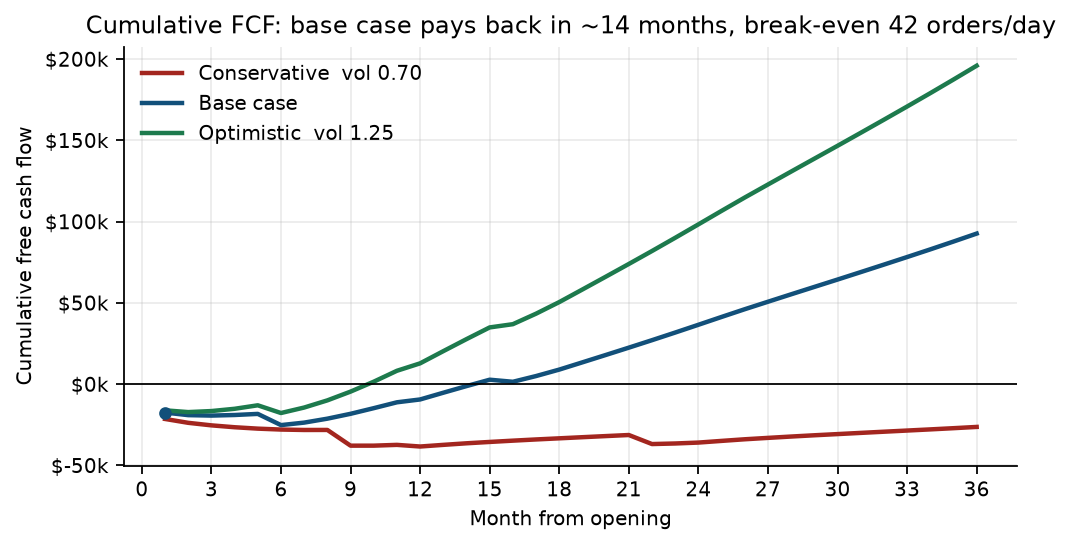 Cumulative FCF: base case pays back in ~14 months, break-even 42 orders/day
Cumulative free cash flow
$200k
$150k
$100k
$50k
$0k
$-50k
Conservative  vol 0.70
Base case
Optimistic  vol 1.25
0 3 6 9 12 15 18 21 24 27 30 33 36
Month from opening